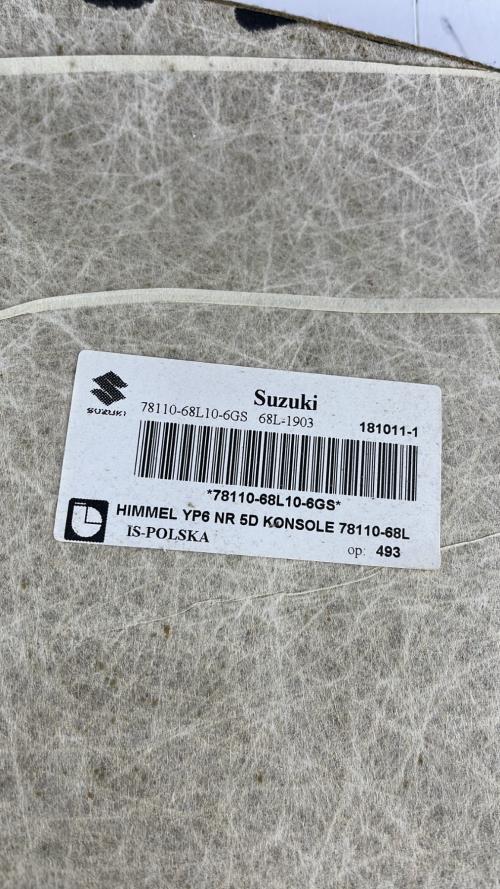 Suzuki
SUZUKI
78110-68L10-6GS 68L-1903
181011-1
*78110-68L10-6GS*
HIMMEL YP6 NR 5D KONSOLE 78110-68L
IS-POLSKA
op: 493